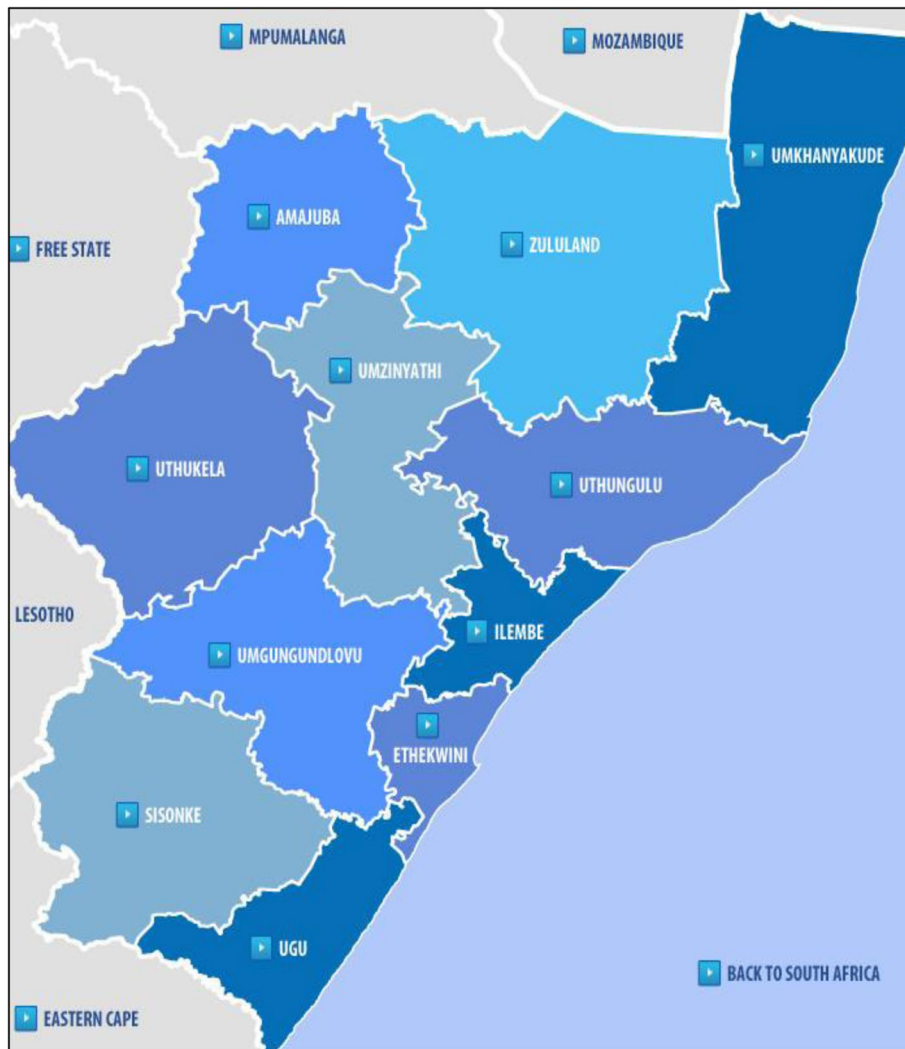 MPUMALANGA
MOZAMBIQUE
UMKHANYAKUDE
AMAJUBA
ZULULAND
FREE STATE
UMZINYATHI
UTHUKELA
UTHUNGULU
LESOTHO
ILEMBE
UMGUNGUNDLOVU
ETHEKWINI
SISONKE
UGU
BACK TO SOUTH AFRICA
EASTERN CAPE